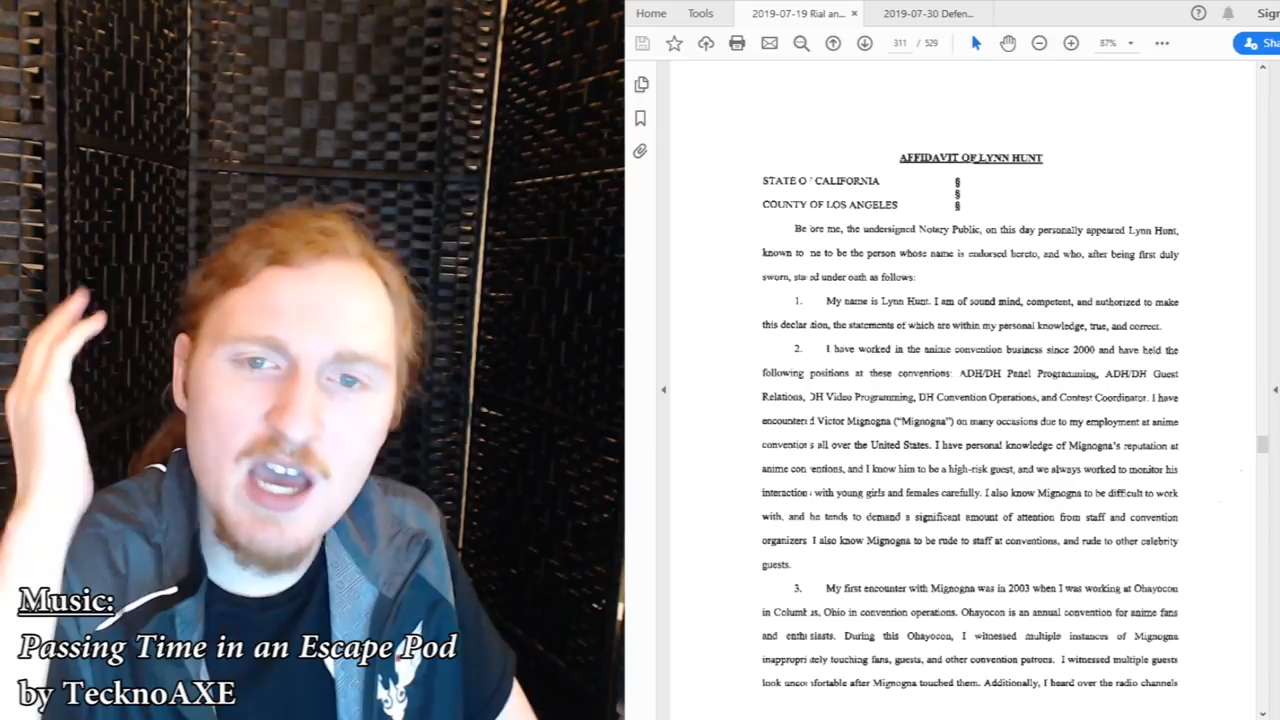 Home Tools 2019-07-19 Rial an... × 2019-07-30 Defen... Sign
311 / 529 87% Sha
AFFIDAVIT OF LYNN HUNT
STATE O CALIFORNIA §
§
COUNTY OF LOS ANGELES §
Be ore me, the undersigned Notary Public, on this day personally appeared Lynn Hunt,
known to me to be the person whose name is endorsed hereto, and who, after being first duly
sworn, sta ed under oath as follows:
1. My name is Lynn Hunt. I am of sound mind, competent, and authorized to make
this declar tion, the statements of which are within my personal knowledge, true, and correct.
2. I have worked in the anime convention business since 2000 and have held the
following positions at these conventions: ADH/DH Panel Programming, ADH/DH Guest
Relations, DH Video Programming, DH Convention Operations, and Contest Coordinator. I have
encountere d Victor Mignogna ("Mignogna") on many occasions due to my employment at anime
convention s all over the United States. I have personal knowledge of Mignogna's reputation at
anime con entions, and I know him to be a high-risk guest, and we always worked to monitor his
interaction s with young girls and females carefully. I also know Mignogna to be difficult to work
with, and he tends to demand a significant amount of attention from staff and convention
organizers I also know Mignogna to be rude to staff at conventions, and rude to other celebrity
guests.
3. My first encounter with Mignogna was in 2003 when I was working at Ohayocon
in Columb us, Ohio in convention operations. Ohayocon is an annual convention for anime fans
and enthu siasts. During this Ohayocon, I witnessed multiple instances of Mignogna
inappropri ately touching fans, guests, and other convention patrons. I witnessed multiple guests
look uncom fortable after Mignogna touched them. Additionally, I heard over the radio channels
Music:
Passing Time in an Escape Pod
by TecknoAXE